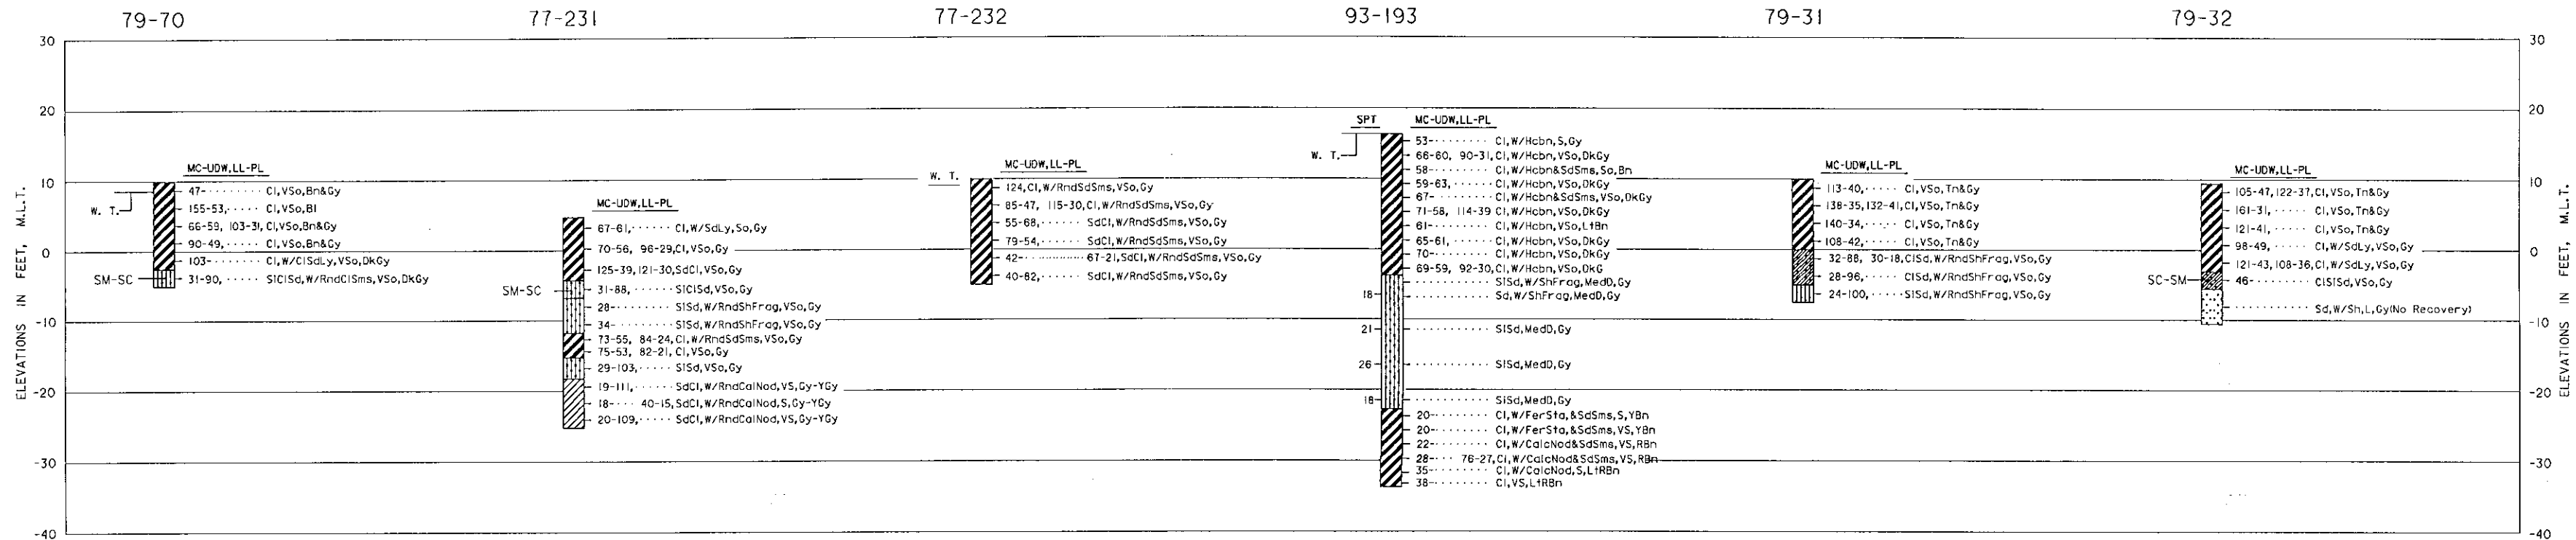 79-70
77-231
77-232
93-193
79-31
79-32
ELEVATIONS IN FEET, M.L.T.
30
20
10
0
-10
-20
-30
-40
MC-UDW,LL-PL
W. T.
47-········ Cl,VSo,Bn&Gy
155-53,····· Cl,VSo,Bl
66-59, 103-31,Cl,VSo,Bn&Gy
90-49,····· Cl,VSo,Bn&Gy
103-········ Cl,W/ClSdLy,VSo,DkGy
SM-SC
31-90,····· SlClSd,W/RndClSms,VSo,DkGy
MC-UDW,LL-PL
67-61,······ Cl,W/SdLy,So,Gy
70-56, 96-29,Cl,VSo,Gy
125-39,121-30,SdCl,VSo,Gy
SM-SC
31-88,····· SlClSd,VSo,Gy
28-········ SlSd,W/RndShFrag,VSo,Gy
34-········ SlSd,W/RndShFrag,VSo,Gy
73-55, 84-24,Cl,W/RndSdSms,VSo,Gy
75-53, 82-21,Cl,VSo,Gy
29-103,····· SlSd,VSo,Gy
19-111,······ SdCl,W/RndCalNod,VS,Gy-YGy
18-···· 40-15,SdCl,W/RndCalNod,S,Gy-YGy
20-109,····· SdCl,W/RndCalNod,VS,Gy-YGy
W. T.
MC-UDW,LL-PL
124,Cl,W/RndSdSms,VSo,Gy
85-47, 115-30,Cl,W/RndSdSms,VSo,Gy
55-68,····· SdCl,W/RndSdSms,VSo,Gy
79-54,····· SdCl,W/RndSdSms,VSo,Gy
42-············ 67-21,SdCl,W/RndSdSms,VSo,Gy
40-82,····· SdCl,W/RndSdSms,VSo,Gy
SPT
MC-UDW,LL-PL
W. T.
53-········ Cl,W/Hcbn,S,Gy
66-60, 90-31,Cl,W/Hcbn,VSo,DkGy
58-········ Cl,W/Hcbn&SdSms,So,Bn
59-63,····· Cl,W/Hcbn,VSo,DkGy
67-········ Cl,W/Hcbn&SdSms,VSo,DkGy
71-58, 114-39 Cl,W/Hcbn,VSo,DkGy
61-········ Cl,W/Hcbn,VSo,LtBn
65-61,····· Cl,W/Hcbn,VSo,DkGy
70-········ Cl,W/Hcbn,VSo,DkGy
69-59, 92-30,Cl,W/Hcbn,VSo,DkG
·········· SlSd,W/ShFrag,MedD,Gy
18 ·········· Sd,W/ShFrag,MedD,Gy
21 ·········· SlSd,MedD,Gy
26 ·········· SlSd,MedD,Gy
18 ·········· SlSd,MedD,Gy
20-········ Cl,W/FerSta,&SdSms,S,YBn
20-········ Cl,W/FerSta,&SdSms,VS,YBn
22-········ Cl,W/CalcNod&SdSms,VS,RBn
28-···· 76-27,Cl,W/CalcNod&SdSms,VS,RBn
35-········ Cl,W/CalcNod,S,LtRBn
38-········ Cl,VS,LtRBn
MC-UDW,LL-PL
113-40,····· Cl,VSo,Tn&Gy
138-35,132-41,Cl,VSo,Tn&Gy
140-34,····· Cl,VSo,Tn&Gy
108-42,····· Cl,VSo,Tn&Gy
32-88, 30-18,ClSd,W/RndShFrag,VSo,Gy
28-96,····· ClSd,W/RndShFrag,VSo,Gy
24-100,····· SlSd,W/RndShFrag,VSo,Gy
MC-UDW,LL-PL
105-47,122-37,Cl,VSo,Tn&Gy
161-31,····· Cl,VSo,Tn&Gy
121-41,····· Cl,VSo,Tn&Gy
98-49,····· Cl,W/SdLy,VSo,Gy
121-43,108-36,Cl,W/SdLy,VSo,Gy
SC-SM
46-········ ClSlSd,VSo,Gy
·········· Sd,W/Sh,L,Gy(No Recovery)
30
20
10
0
-10
-20
-30
-40
ELEVATIONS IN FEET, M.L.T.